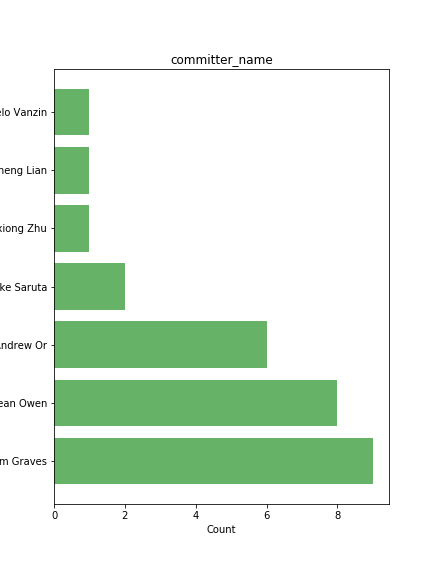 committer_name
elo Vanzin
heng Lian
xiong Zhu
ke Saruta
Andrew Or
ean Owen
m Graves
0 2 4 6 8
Count